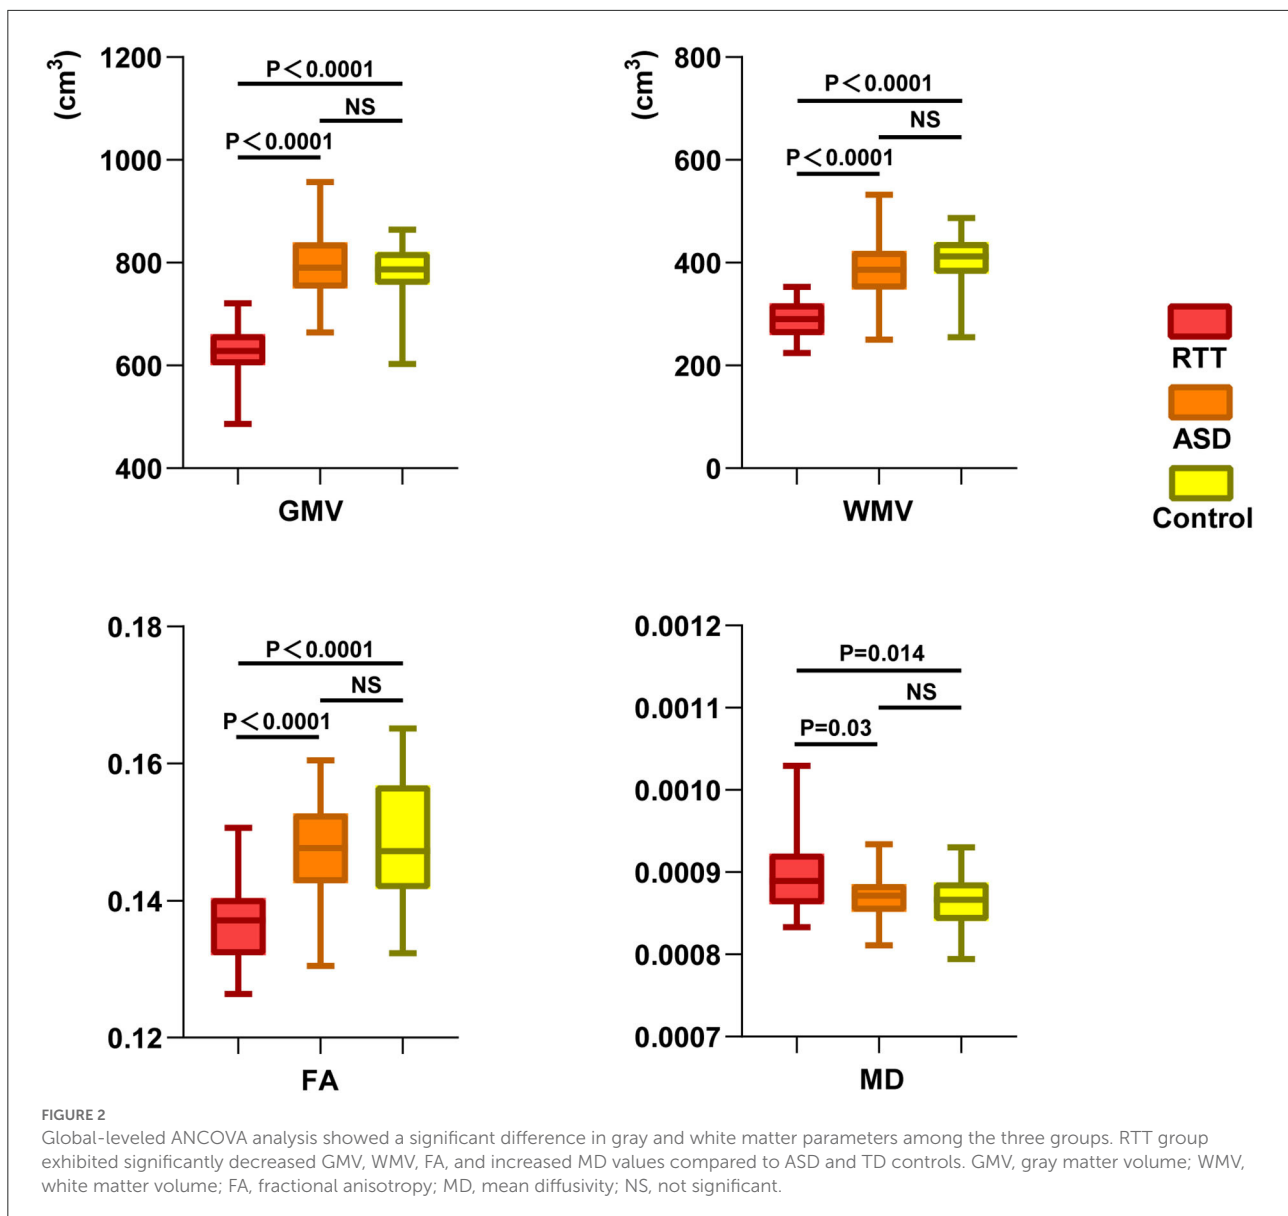 (cm³)
1200
1000
800
600
400
P<0.0001
NS
P<0.0001
GMV
(cm³)
800
600
400
200
0
P<0.0001
NS
P<0.0001
WMV
RTT
ASD
Control
0.18
0.16
0.14
0.12
P<0.0001
NS
P<0.0001
FA
0.0012
0.0011
0.0010
0.0009
0.0008
0.0007
P=0.014
NS
P=0.03
MD
FIGURE 2
Global-leveled ANCOVA analysis showed a significant difference in gray and white matter parameters among the three groups. RTT group
exhibited significantly decreased GMV, WMV, FA, and increased MD values compared to ASD and TD controls. GMV, gray matter volume; WMV,
white matter volume; FA, fractional anisotropy; MD, mean diffusivity; NS, not significant.